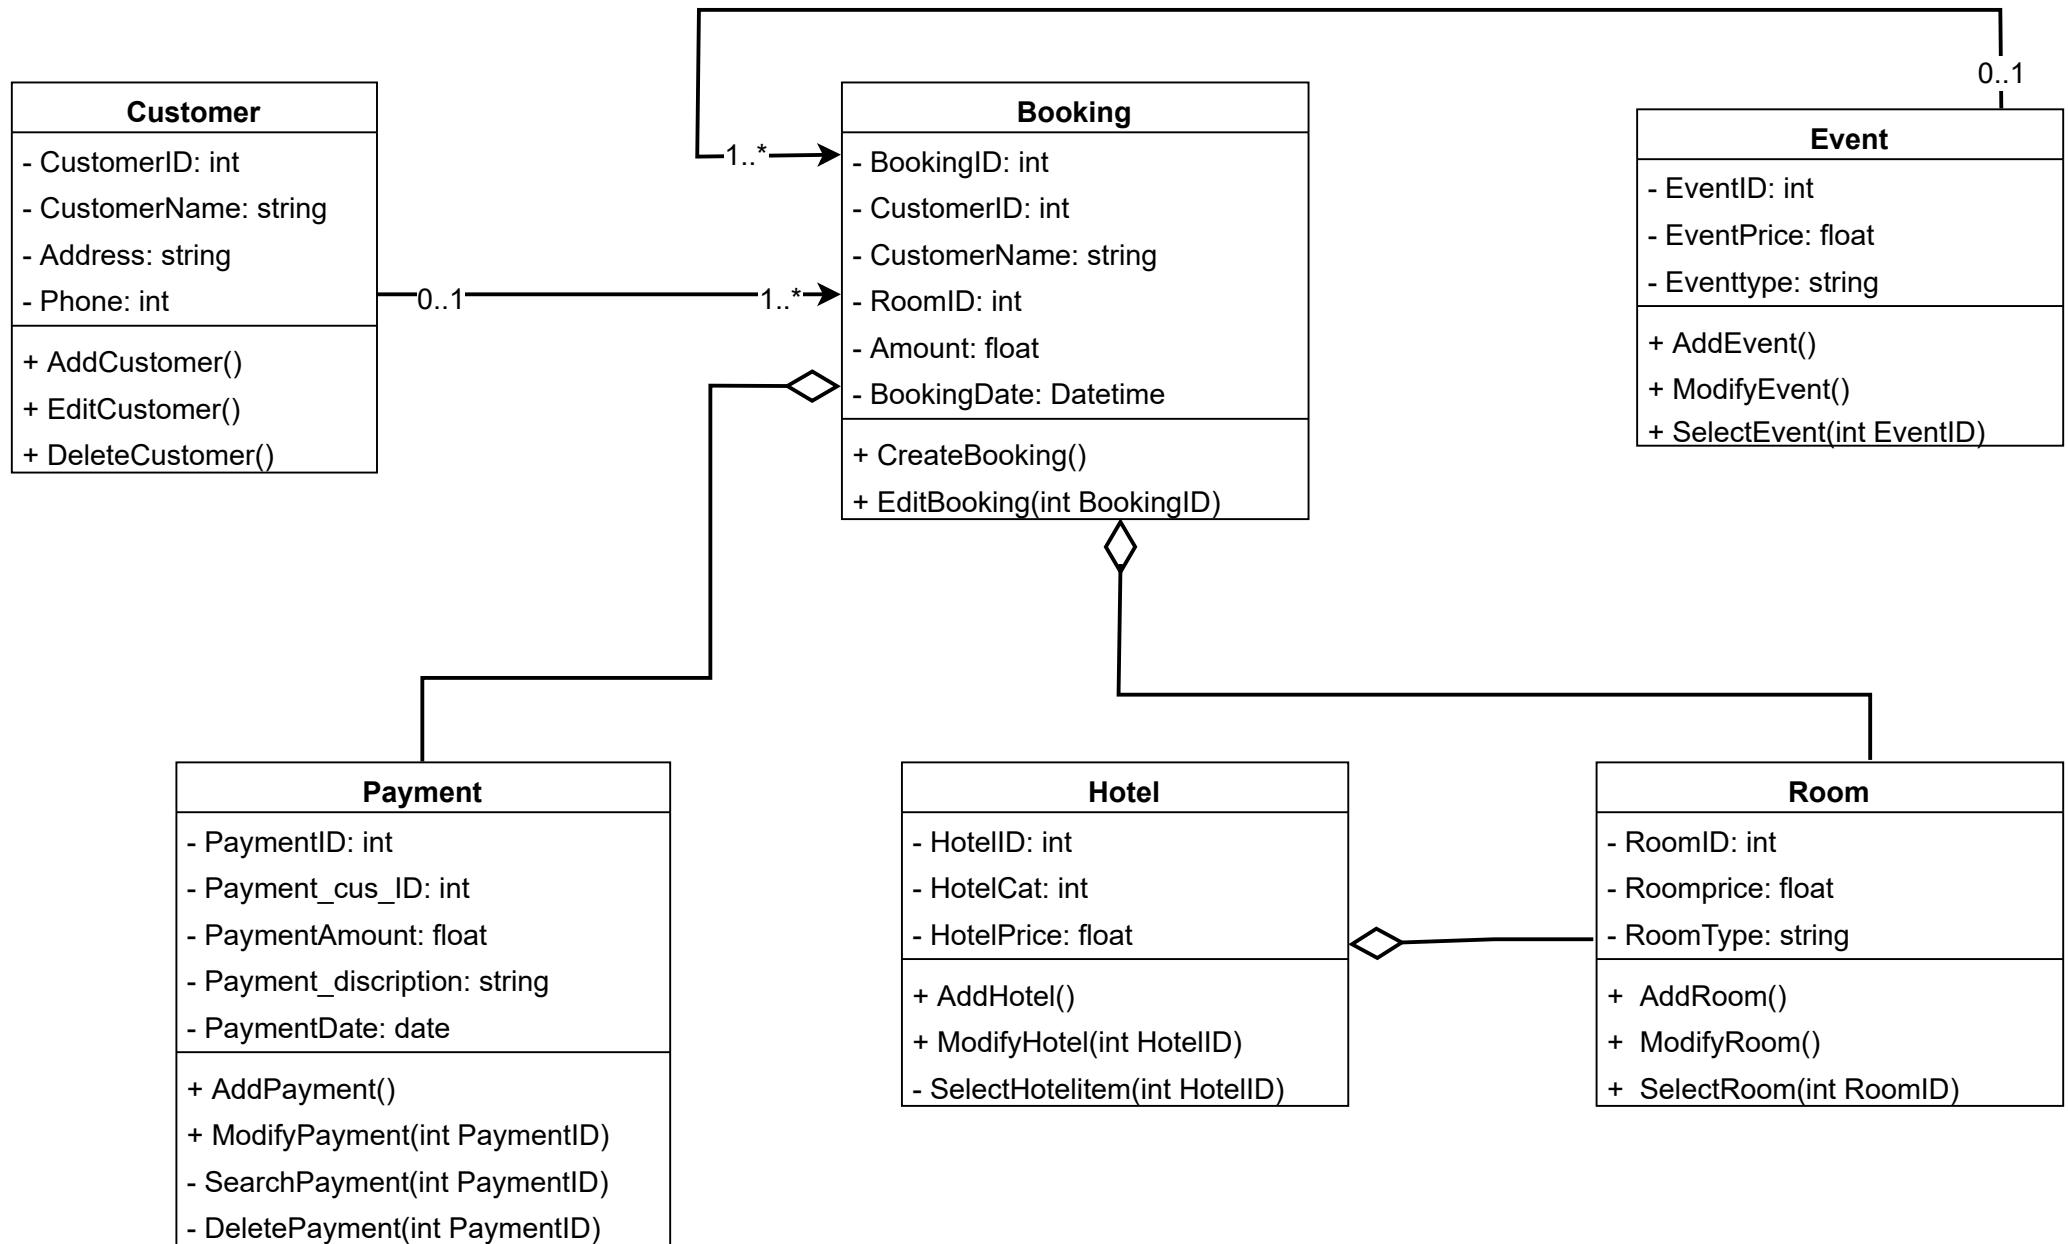 0..1
Customer
- CustomerID: int
- CustomerName: string
- Address: string
- Phone: int
+ AddCustomer()
+ EditCustomer()
+ DeleteCustomer()
0..1
1..*
1..*
Booking
- BookingID: int
- CustomerID: int
- CustomerName: string
- RoomID: int
- Amount: float
- BookingDate: Datetime
+ CreateBooking()
+ EditBooking(int BookingID)
Event
- EventID: int
- EventPrice: float
- Eventtype: string
+ AddEvent()
+ ModifyEvent()
+ SelectEvent(int EventID)
Payment
- PaymentID: int
- Payment_cus_ID: int
- PaymentAmount: float
- Payment_discription: string
- PaymentDate: date
+ AddPayment()
+ ModifyPayment(int PaymentID)
- SearchPayment(int PaymentID)
- DeletePayment(int PaymentID)
Hotel
- HotelID: int
- HotelCat: int
- HotelPrice: float
+ AddHotel()
+ ModifyHotel(int HotelID)
- SelectHotelitem(int HotelID)
Room
- RoomID: int
- Roomprice: float
- RoomType: string
+ AddRoom()
+ ModifyRoom()
+ SelectRoom(int RoomID)